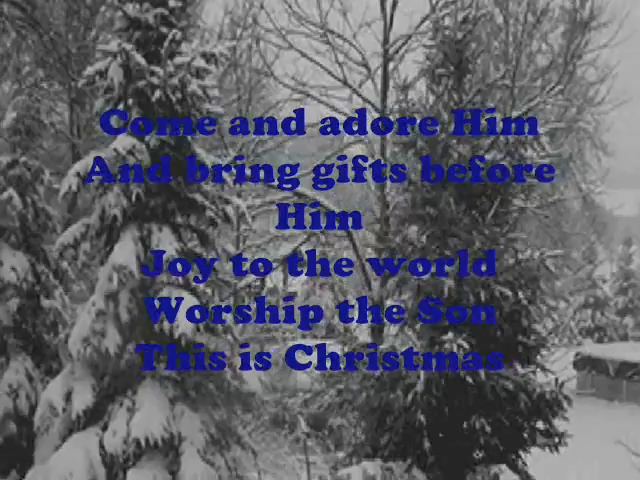 Come and adore Him
And bring gifts before
Him
Joy to the world
Worship the Son
This is Christmas